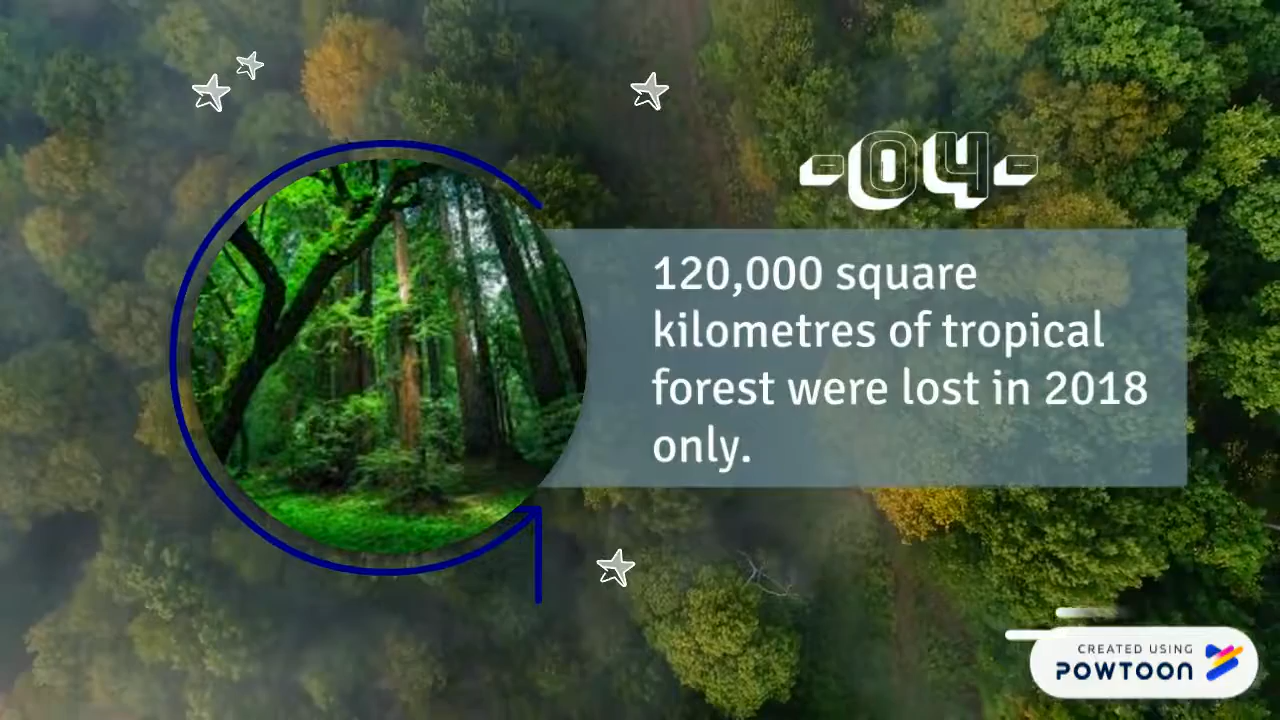 -04-
120,000 square
kilometres of tropical
forest were lost in 2018
only.
CREATED USING
POWTOON